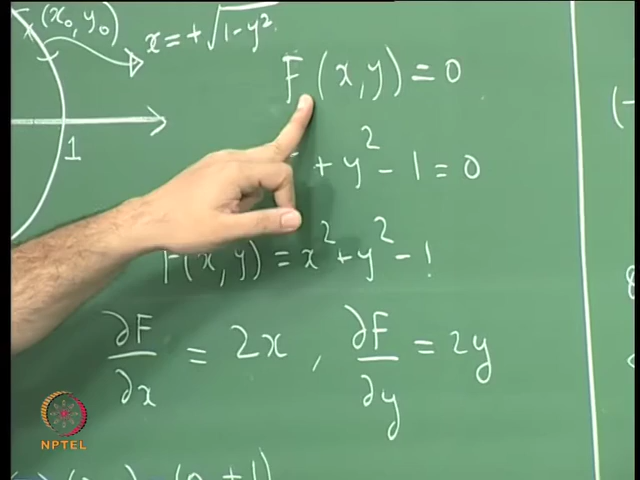 (x₀, y₀)
x = +√(1-y²)
F(x, y) = 0
1
+ y² - 1 = 0
F(x, y) = x² + y² - 1
∂F/∂x = 2x , ∂F/∂y = 2y
NPTEL